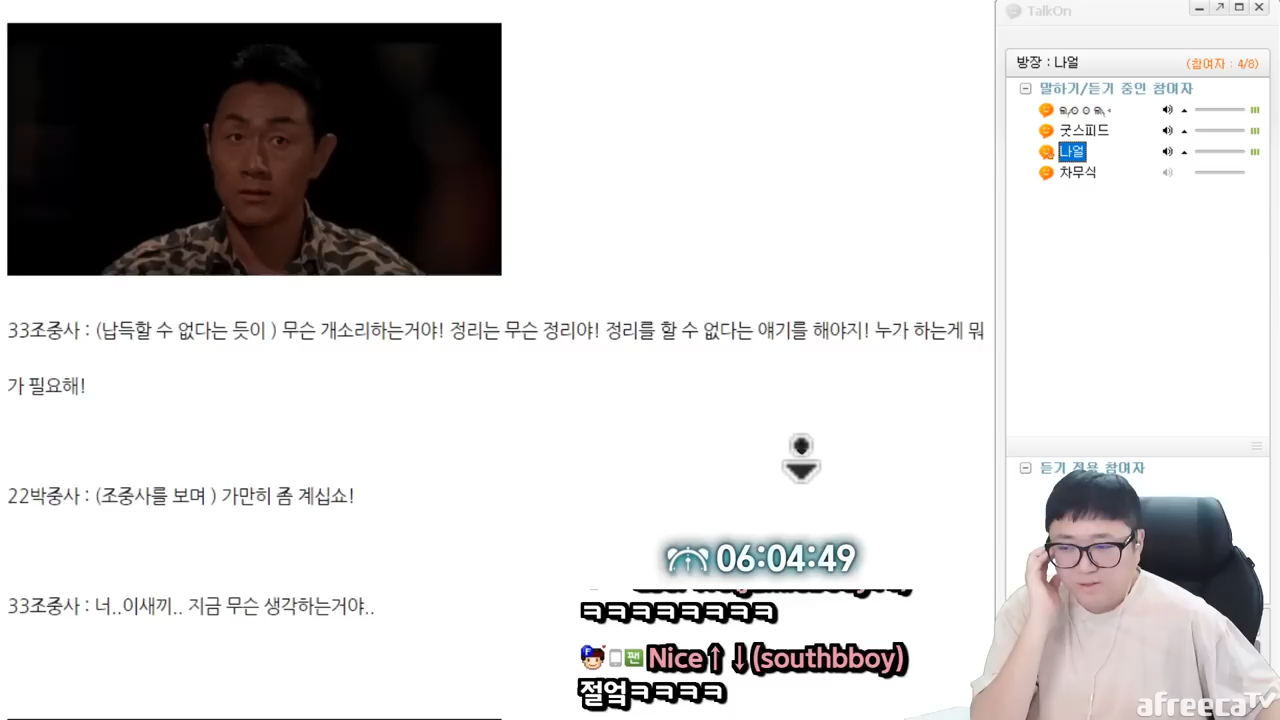 TalkOn
방장 : 나얼
(참여자 : 4/8)
말하기/듣기 중인 참여자
굿스피드
나얼
차무식
33조중사 : (납득할 수 없다는 듯이 ) 무슨 개소리하는거야! 정리는 무슨 정리야! 정리를 할 수 없다는 얘기를 해야지! 누가 하는게 뭐
가 필요해!
22박중사 : (조중사를 보며 ) 가만히 좀 계십쇼!
듣기 전용 참여자
06:04:49
33조중사 : 너..이새끼.. 지금 무슨 생각하는거야..
ㅋㅋㅋㅋㅋㅋㅋㅋ
F 팬 Nice↑↓(southbboy)
절엌ㅋㅋㅋㅋ
afreecaTV